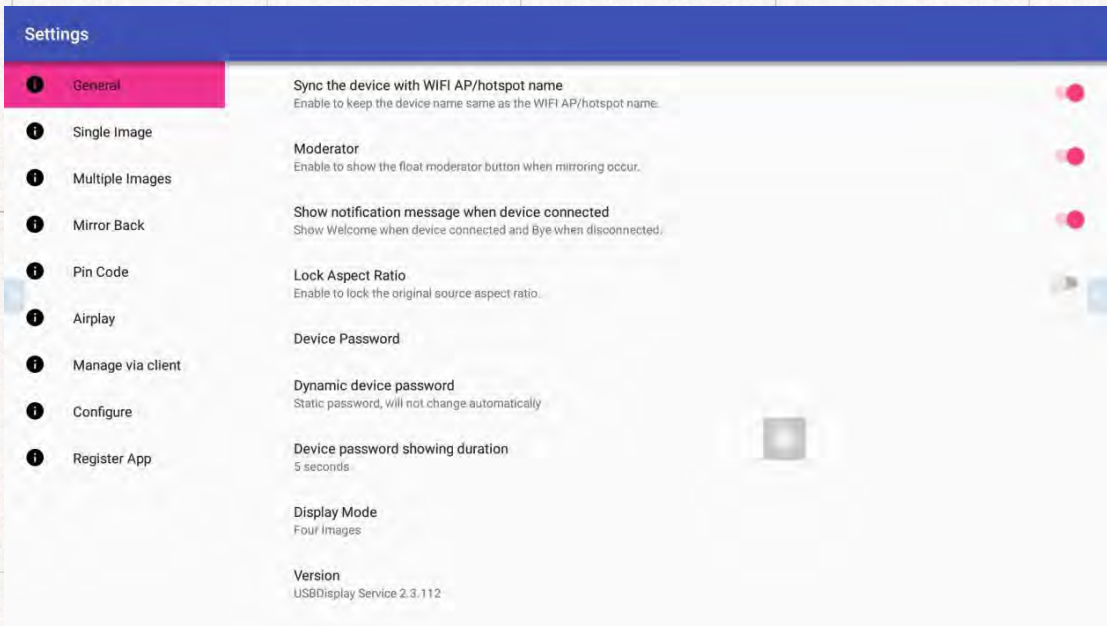 Settings
General
Single Image
Multiple Images
Mirror Back
Pin Code
Airplay
Manage via client
Configure
Register App
Sync the device with WIFI AP/hotspot name
Enable to keep the device name same as the WIFI AP/hotspot name.
Moderator
Enable to show the float moderator button when mirroring occur.
Show notification message when device connected
Show Welcome when device connected and Bye when disconnected.
Lock Aspect Ratio
Enable to lock the original source aspect ratio.
Device Password
Dynamic device password
Static password, will not change automatically
Device password showing duration
5 seconds
Display Mode
Four Images
Version
USBDisplay Service 2.3.112